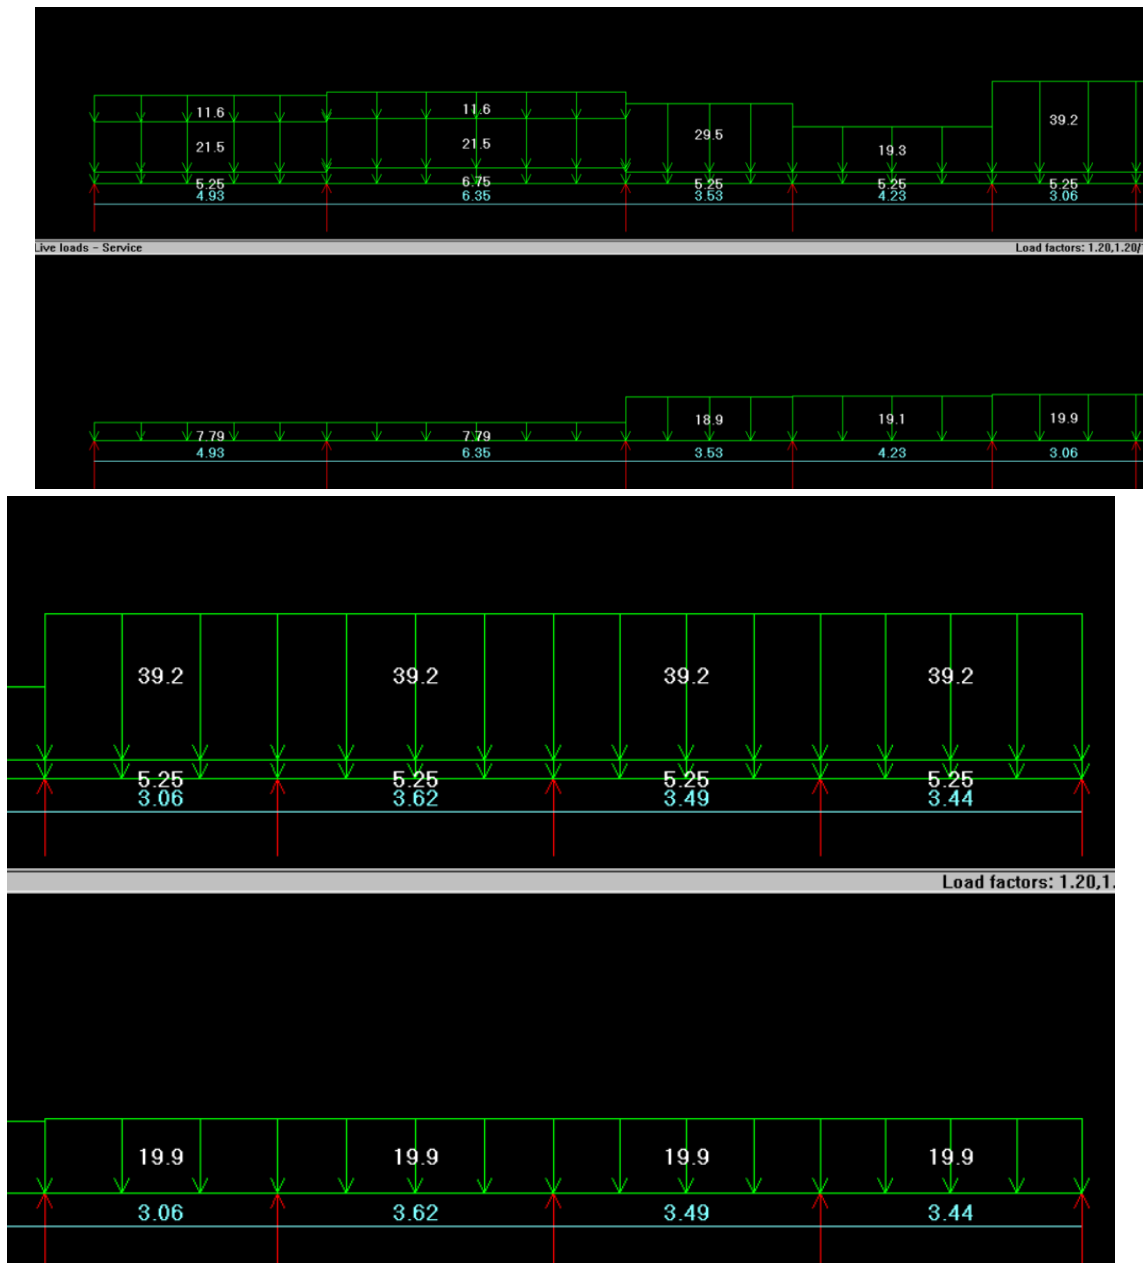 11.6 11.6 39.2
29.5
21.5 21.5 19.3
5.25 6.75 5.25 5.25 5.25
4.93 6.35 3.53 4.23 3.06
Live loads - Service Load factors: 1.20,1.20/
18.9 19.1 19.9
7.79 7.79
4.93 6.35 3.53 4.23 3.06
39.2 39.2 39.2 39.2
5.25 5.25 5.25 5.25
3.06 3.62 3.49 3.44
Load factors: 1.20,1.
19.9 19.9 19.9 19.9
3.06 3.62 3.49 3.44